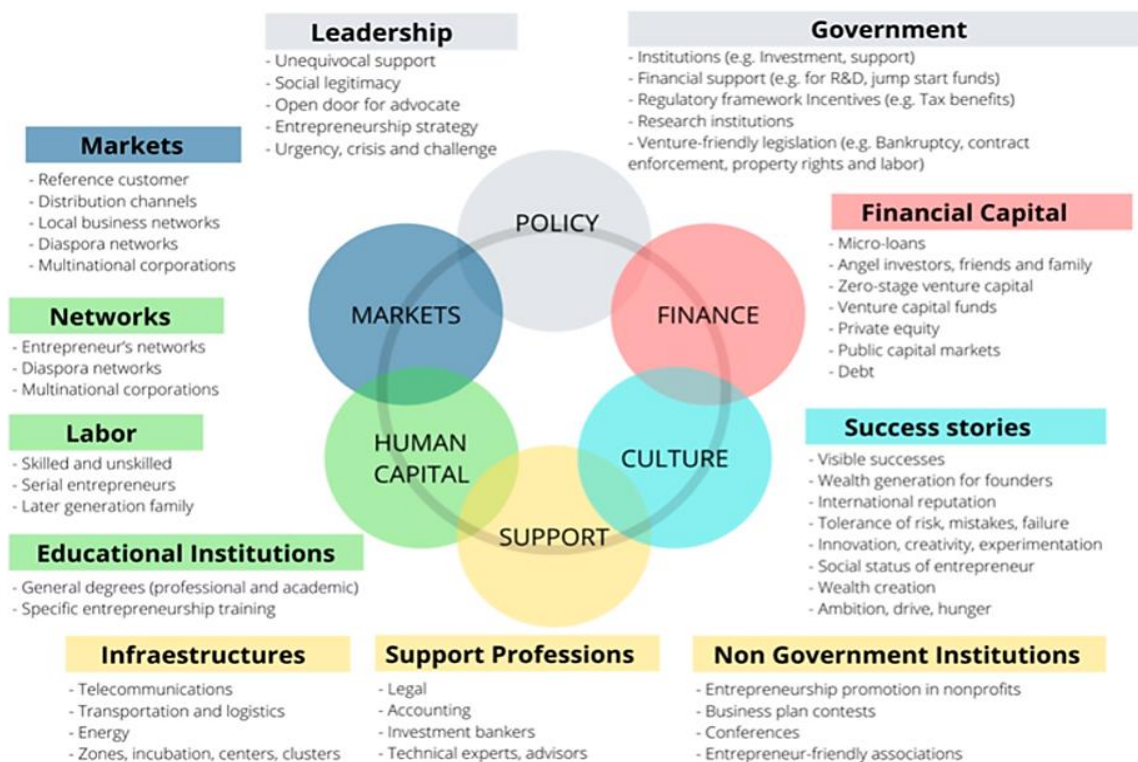 Leadership
- Unequivocal support
- Social legitimacy
- Open door for advocate
- Entrepreneurship strategy
- Urgency, crisis and challenge
Government
- Institutions (e.g. Investment, support)
- Financial support (e.g. for R&D, jump start funds)
- Regulatory framework Incentives (e.g. Tax benefits)
- Research institutions
- Venture-friendly legislation (e.g. Bankruptcy, contract
enforcement, property rights and labor)
Markets
- Reference customer
- Distribution channels
- Local business networks
- Diaspora networks
- Multinational corporations
POLICY
Financial Capital
- Micro-loans
- Angel investors, friends and family
- Zero-stage venture capital
- Venture capital funds
- Private equity
- Public capital markets
- Debt
MARKETS
FINANCE
Networks
- Entrepreneur's networks
- Diaspora networks
- Multinational corporations
Labor
- Skilled and unskilled
- Serial entrepreneurs
- Later generation family
HUMAN
CAPITAL
CULTURE
Success stories
- Visible successes
- Wealth generation for founders
- International reputation
- Tolerance of risk, mistakes, failure
- Innovation, creativity, experimentation
- Social status of entrepreneur
- Wealth creation
- Ambition, drive, hunger
SUPPORT
Educational Institutions
- General degrees (professional and academic)
- Specific entrepreneurship training
Infraestructures
- Telecommunications
- Transportation and logistics
- Energy
- Zones, incubation, centers, clusters
Support Professions
- Legal
- Accounting
- Investment bankers
- Technical experts, advisors
Non Government Institutions
- Entrepreneurship promotion in nonprofits
- Business plan contests
- Conferences
- Entrepreneur-friendly associations